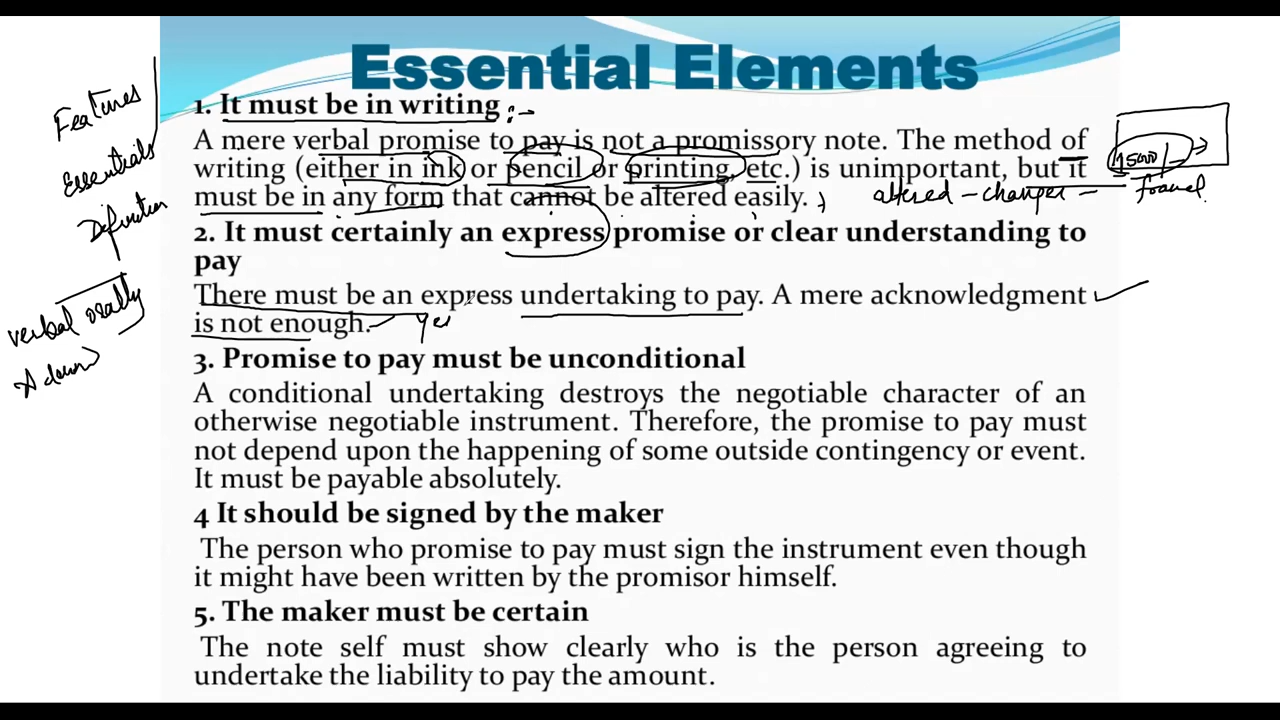 Essential Elements
1. It must be in writing :-
A mere verbal promise to pay is not a promissory note. The method of
writing (either in ink or pencil or printing, etc.) is unimportant, but it
must be in any form that cannot be altered easily.
2. It must certainly an express promise or clear understanding to
pay
There must be an express undertaking to pay. A mere acknowledgment
is not enough.
3. Promise to pay must be unconditional
A conditional undertaking destroys the negotiable character of an
otherwise negotiable instrument. Therefore, the promise to pay must
not depend upon the happening of some outside contingency or event.
It must be payable absolutely.
4 It should be signed by the maker
The person who promise to pay must sign the instrument even though
it might have been written by the promisor himself.
5. The maker must be certain
The note self must show clearly who is the person agreeing to
undertake the liability to pay the amount.
Features
Essentials
Definition
verbal orally
altered - changes -
Yes